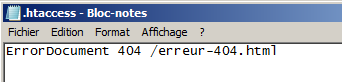 .htaccess - Bloc-notes
Fichier Edition Format Affichage ?
ErrorDocument 404 /erreur-404.html